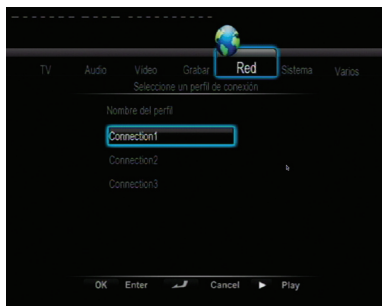 TV Audio Video Grabar Red Sistema Varios
Seleccione un perfil de conexión
Nombre del perfil
Connection1
Connection2
Connection3
OK Enter Cancel Play